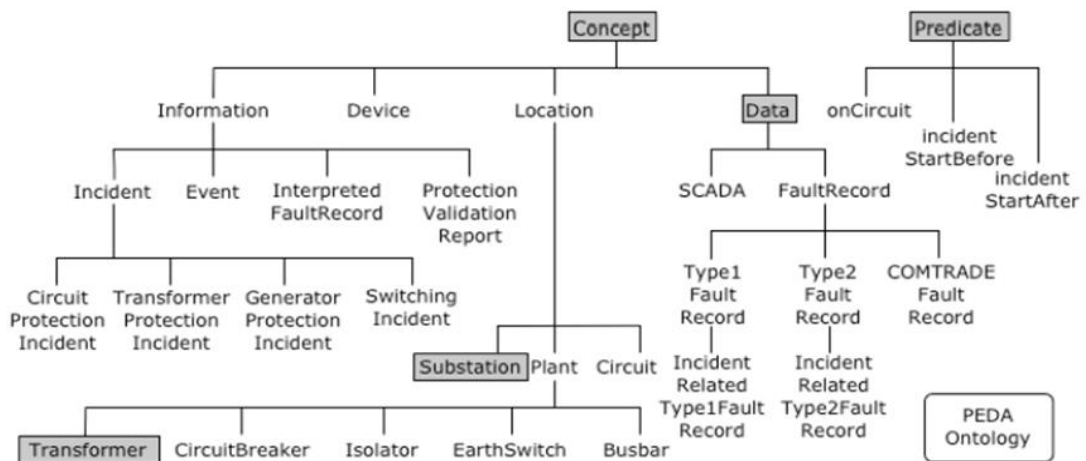 Concept
Predicate
Information
Device
Location
Data
onCircuit
incident
StartBefore
incident
StartAfter
Incident
Event
Interpreted
FaultRecord
Protection
Validation
Report
SCADA
FaultRecord
Circuit
Protection
Incident
Transformer
Protection
Incident
Generator
Protection
Incident
Switching
Incident
Type1
Fault
Record
Type2
Fault
Record
COMTRADE
Fault
Record
Substation
Plant
Circuit
Incident
Related
Type1Fault
Record
Incident
Related
Type2Fault
Record
Transformer
CircuitBreaker
Isolator
EarthSwitch
Busbar
PEDA
Ontology